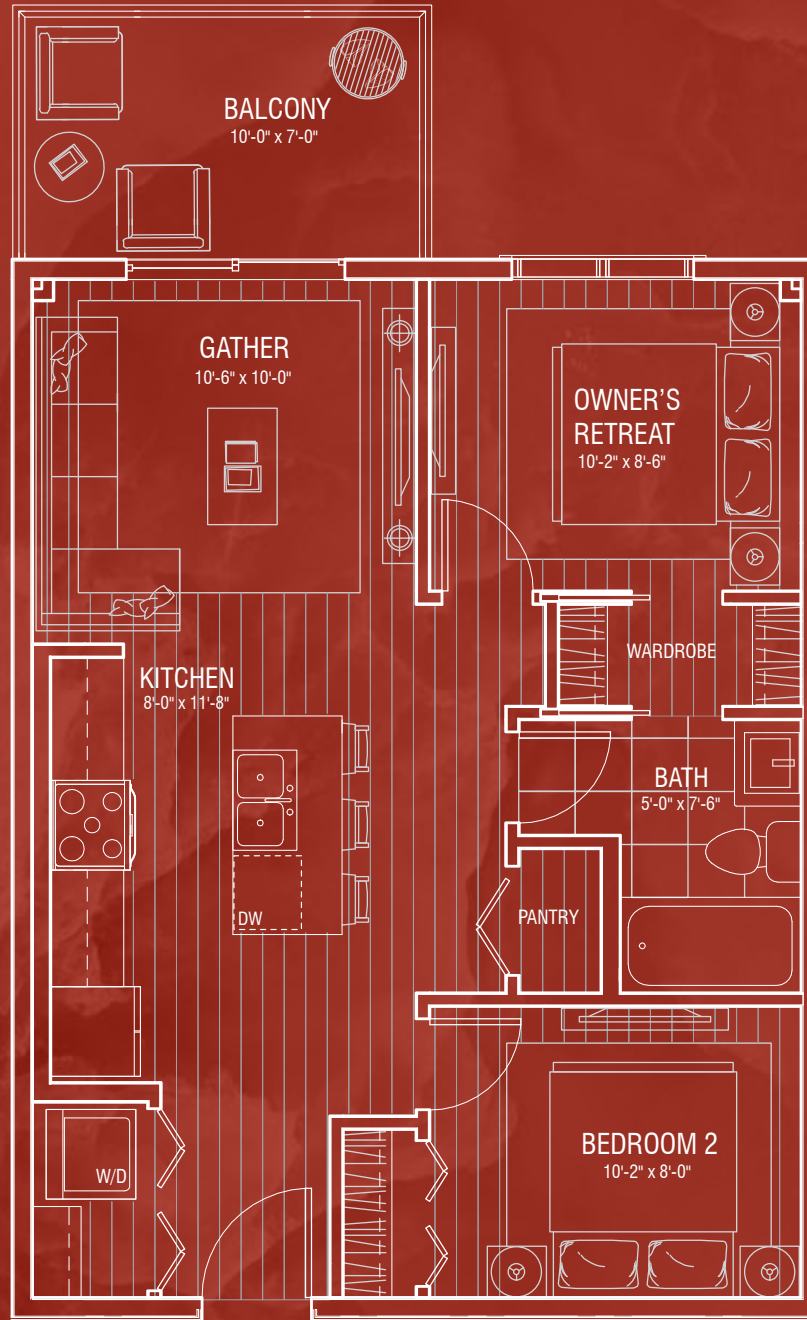 BALCONY
10'-0" x 7'-0"
GATHER
10'-6" x 10'-0"
OWNER’S
RETREAT
10'-2" x 8'-6"
WARDROBE
KITCHEN
8'-0" x 11'-8"
BATH
5'-0" x 7'-6"
DW
PANTRY
BEDROOM 2
10'-2" x 8'-0"
W/D